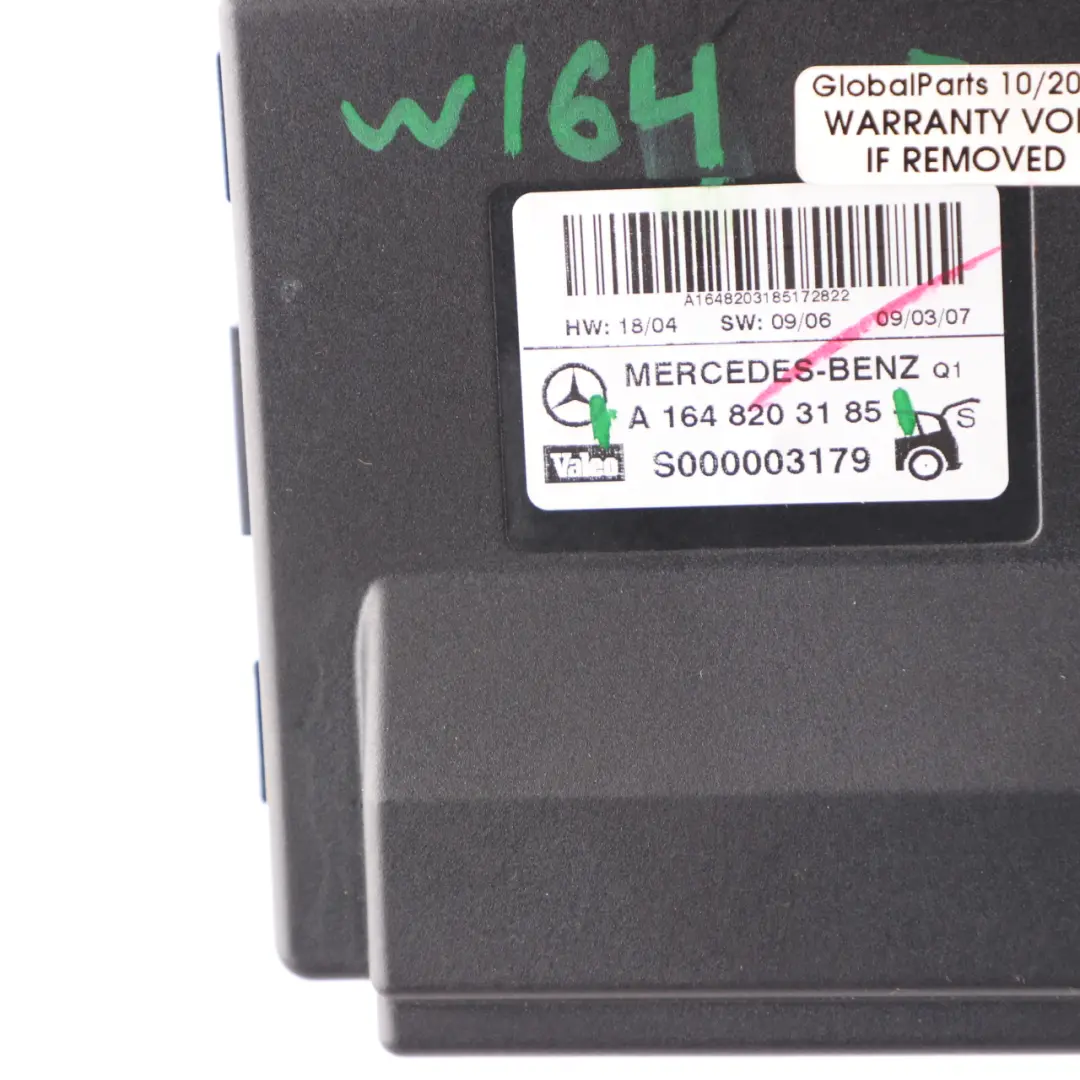 W164
GlobalParts 10/20
WARRANTY VOI
IF REMOVED
A1648203185172822
HW: 18/04 SW: 09/06 09/03/07
MERCEDES-BENZ Q1
A 164 820 31 85
S
Valeo S000003179